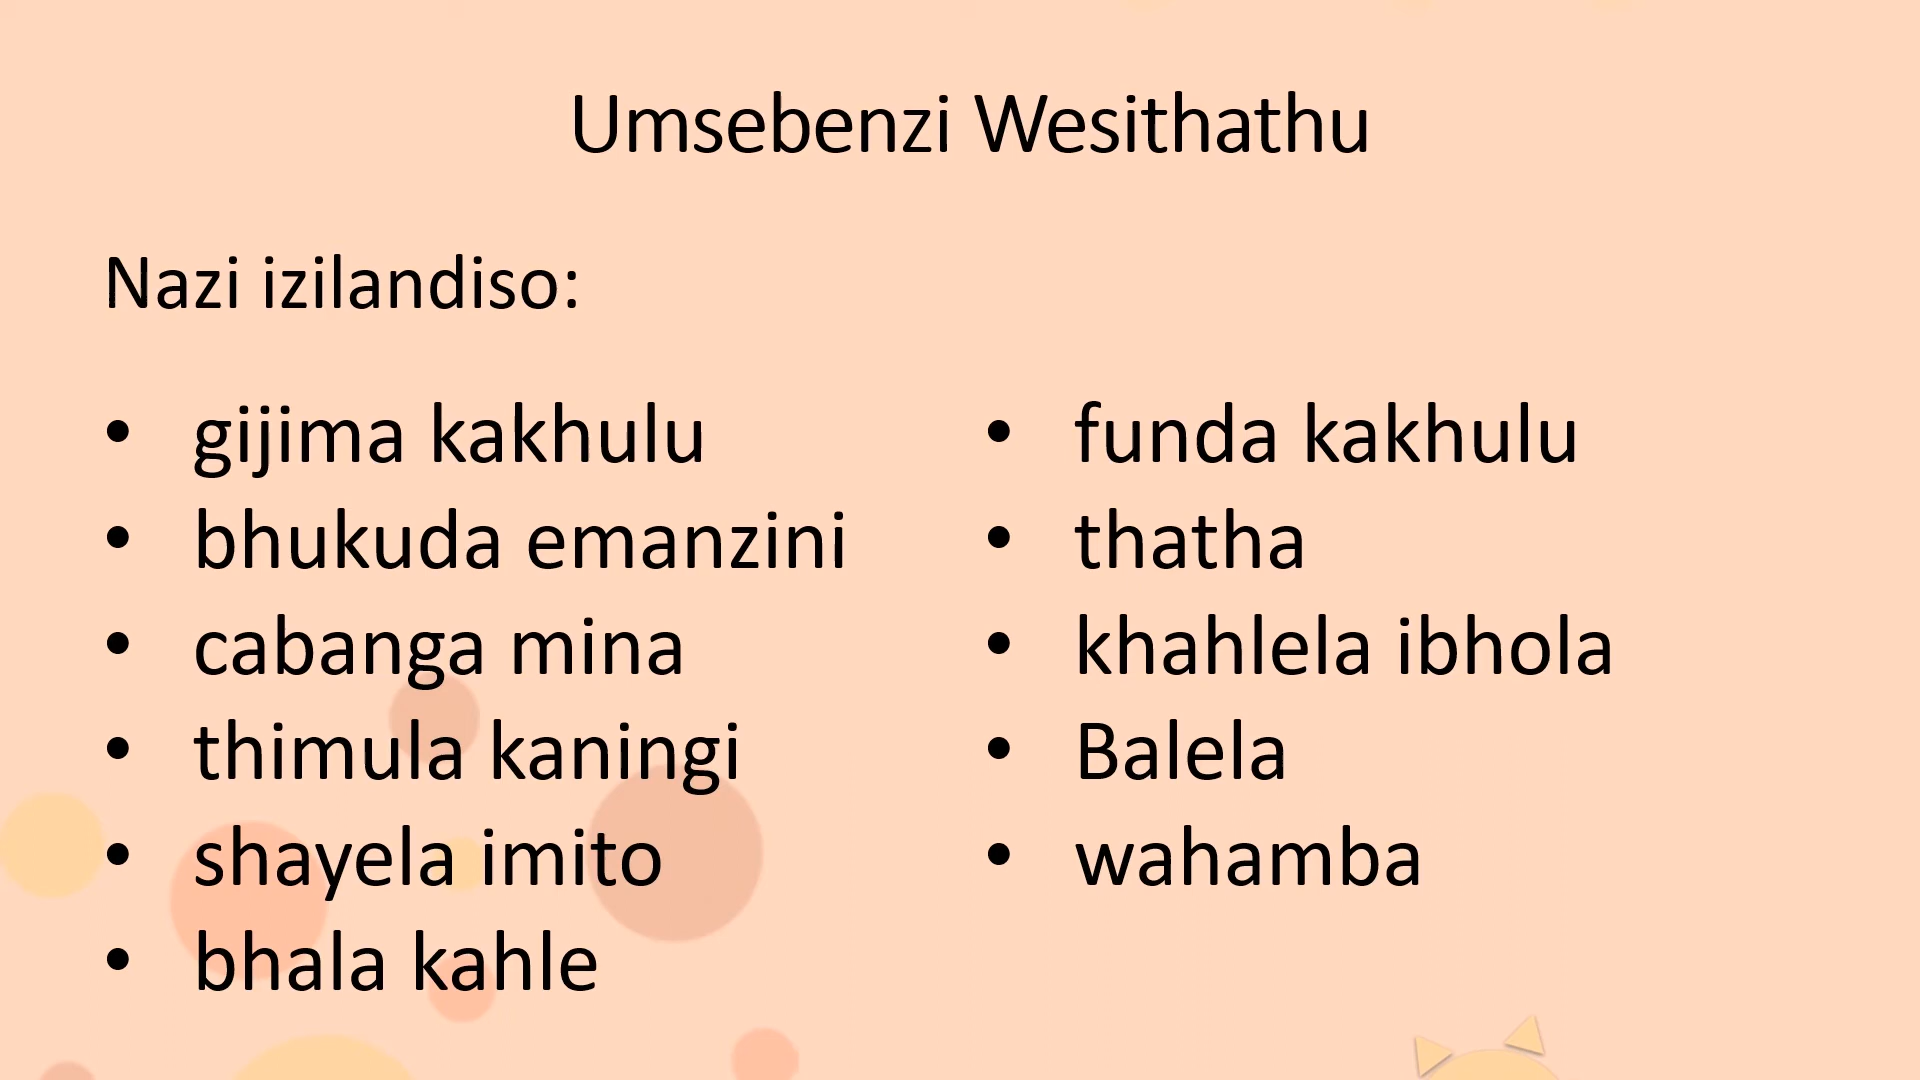 Umsebenzi Wesithathu
Nazi izilandiso:
• gijima kakhulu
• bhukuda emanzini
• cabanga mina
• thimula kaningi
• shayela imito
• bhala kahle
• funda kakhulu
• thatha
• khahlela ibhola
• Balela
• wahamba